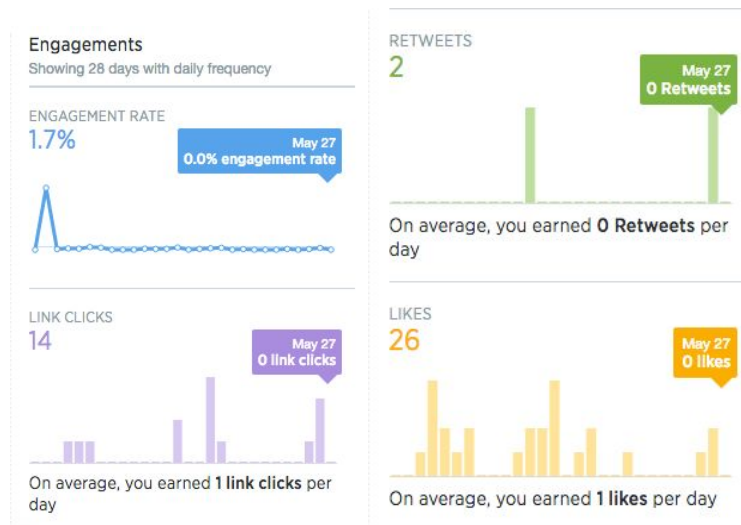 Engagements
Showing 28 days with daily frequency
ENGAGEMENT RATE
1.7%
May 27
0.0% engagement rate
LINK CLICKS
14
May 27
0 link clicks
On average, you earned 1 link clicks per
day
RETWEETS
2
May 27
0 Retweets
On average, you earned 0 Retweets per
day
LIKES
26
May 27
0 likes
On average, you earned 1 likes per day